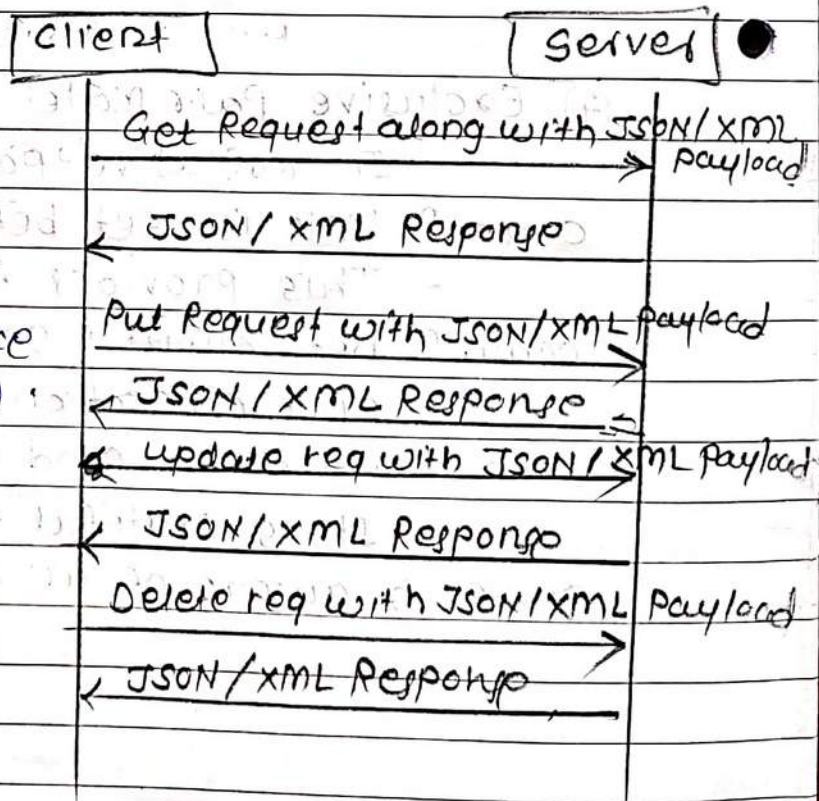 Client Server
Get Request along with JSON/XML
payload
JSON/ XML Response
Put Request with JSON/XML payload
JSON/XML Response
update req with JSON/XML payload
JSON/XML Response
Delete req with JSON/XML payload
JSON/XML Response